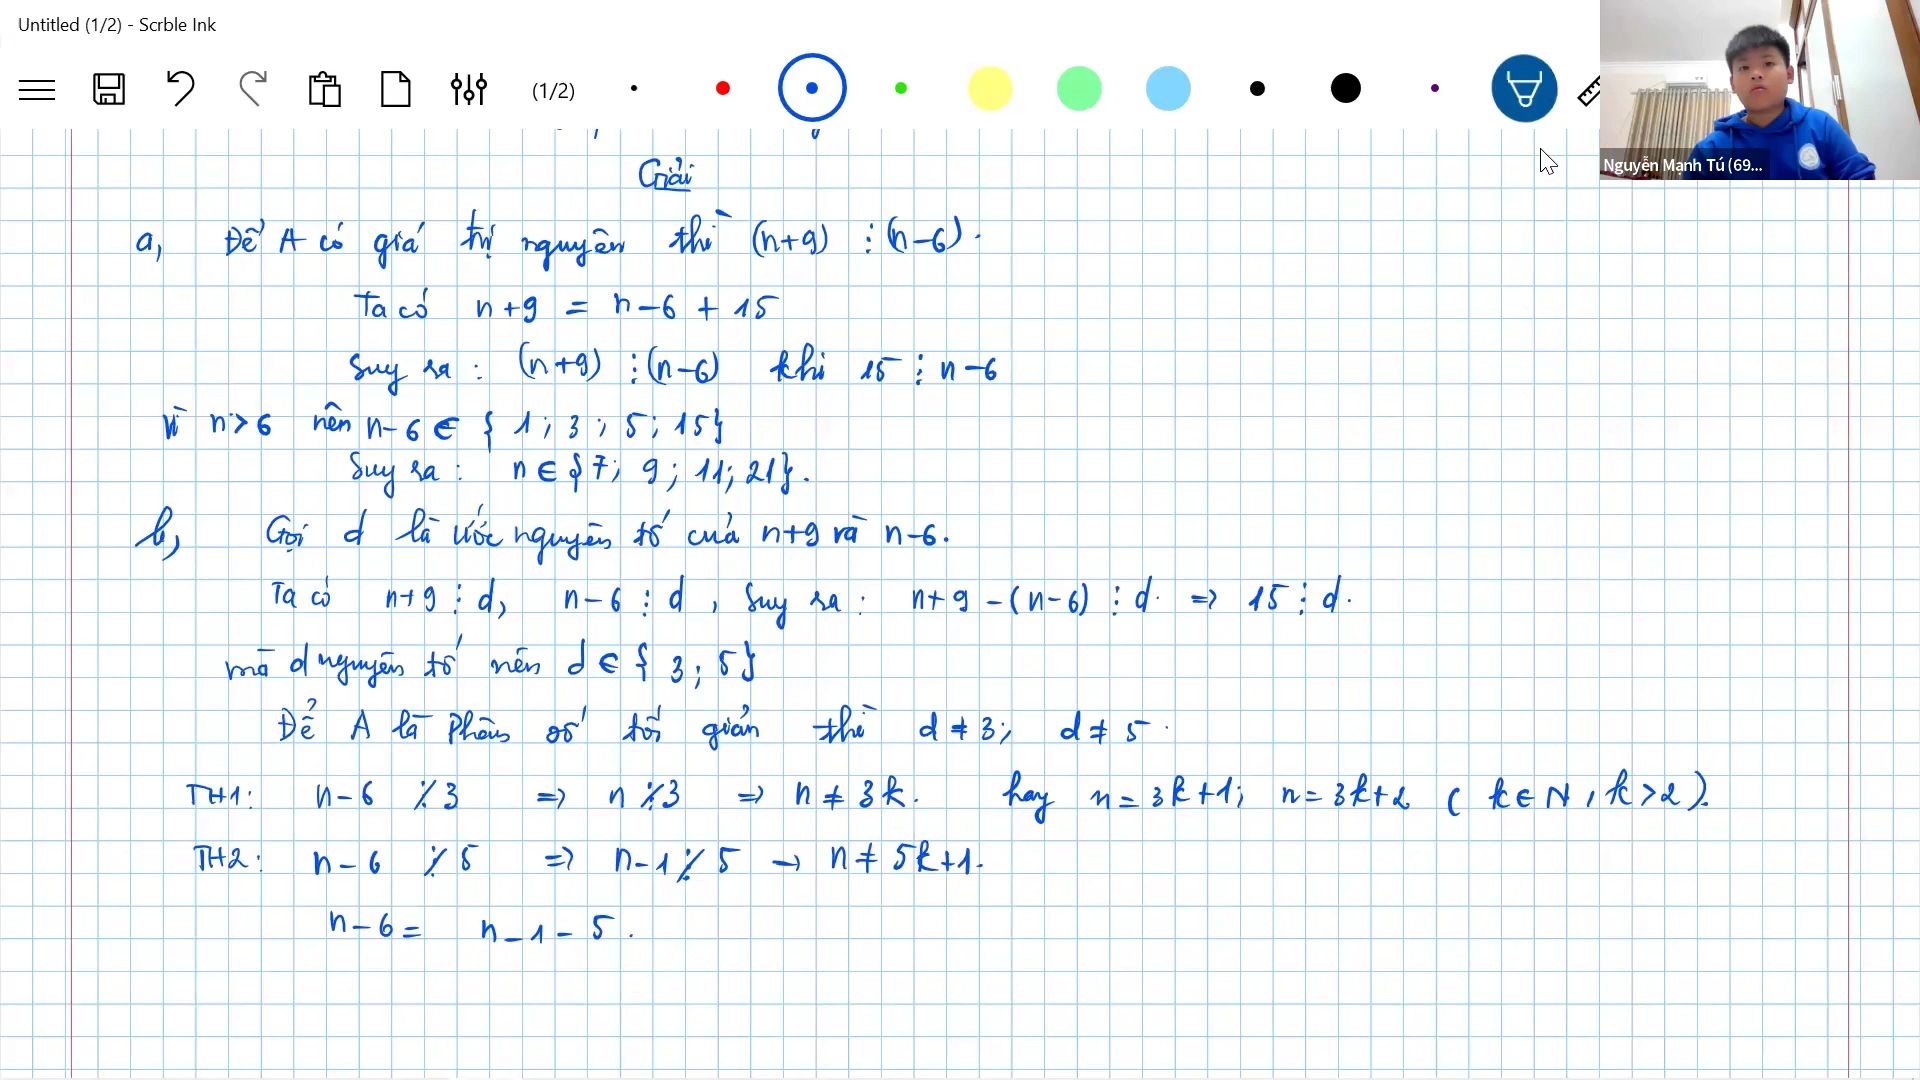 Untitled (1/2) - Scrble Ink
(1/2)
Nguyễn Mạnh Tú (69...
Giải
a, Để A có giá trị nguyên thì (n+9) ⋮ (n-6).
Ta có n+9 = n-6 + 15
Suy ra : (n+9) ⋮ (n-6) khi 15 ⋮ n-6
Vì n>6 nên n-6 ∈ { 1 ; 3 ; 5 ; 15}
Suy ra : n ∈ {7; 9 ; 11; 21}.
b, Gọi d là ước nguyên tố của n+9 và n-6.
Ta có n+9 ⋮ d, n-6 ⋮ d , Suy ra : n+9 -(n-6) ⋮ d. => 15 ⋮ d.
mà d nguyên tố nên d ∈ { 3; 5}
Để A là Phân số tối giản thì d ≠ 3; d ≠ 5.
TH1: n-6 ⋮̸ 3 => n ⋮̸ 3 => n ≠ 3k. hay n = 3k+1; n = 3k+2 ( k ∈ N , k >2 ).
TH2: n-6 ⋮̸ 5 => n-1 ⋮̸ 5 → n ≠ 5k+1.
n-6 = n-1-5.